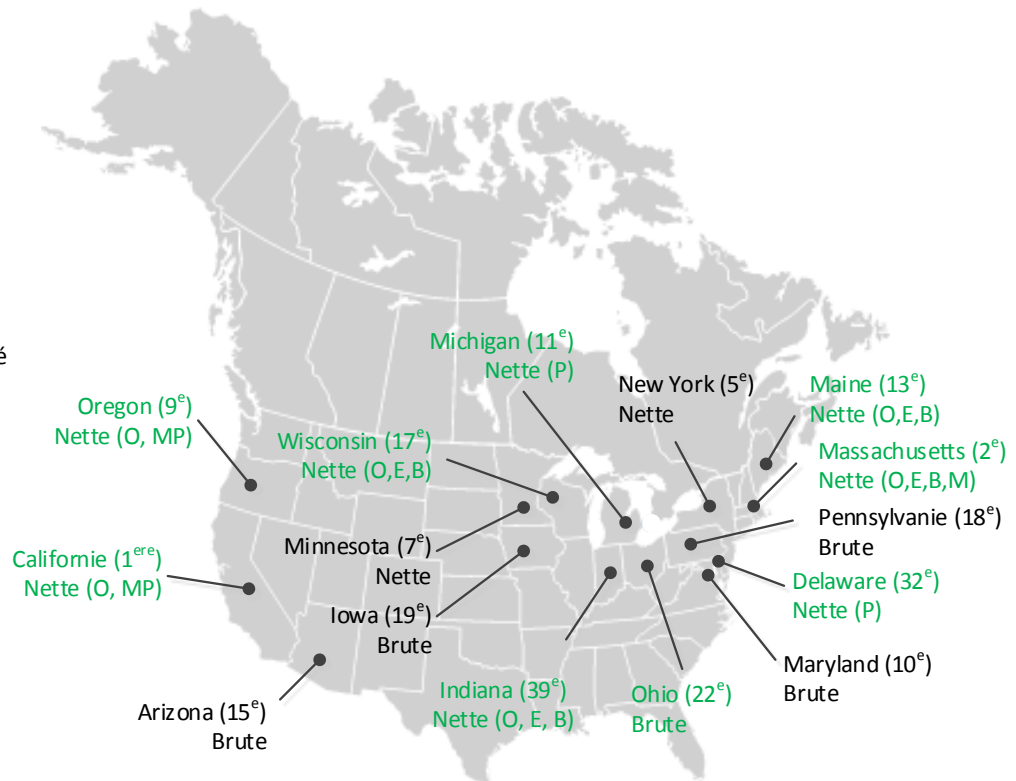 Michigan (11e)
Nette (P)
é
New York (5e)
Nette
Maine (13e)
Nette (O,E,B)
Oregon (9e)
Nette (O, MP)
Wisconsin (17e)
Nette (O,E,B)
Massachusetts (2e)
Nette (O,E,B,M)
Pennsylvanie (18e)
Brute
Minnesota (7e)
Nette
Californie (1ere)
Nette (O, MP)
Delaware (32e)
Nette (P)
Iowa (19e)
Brute
Maryland (10e)
Brute
Indiana (39e)
Nette (O, E, B)
Ohio (22e)
Brute
Arizona (15e)
Brute